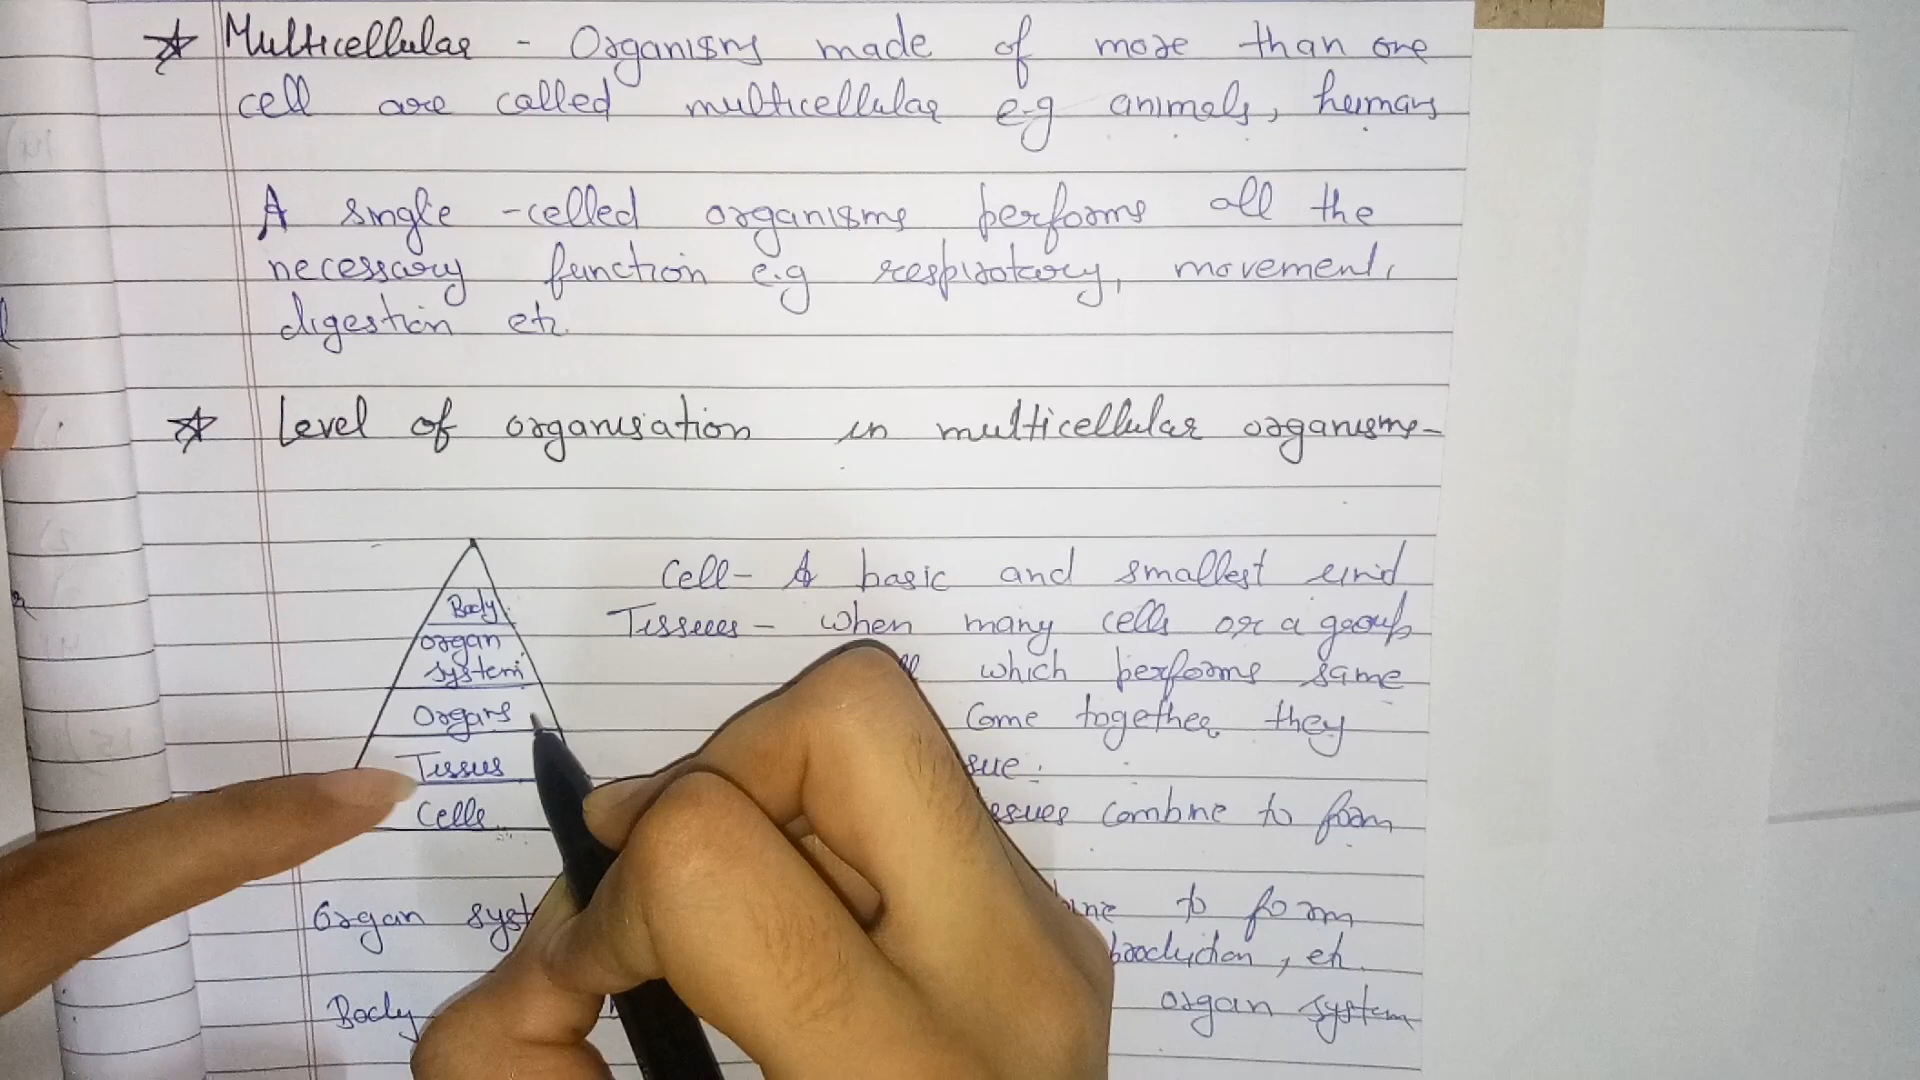 Multicellular - Organisms made of more than one
cell are called multicellular e.g animals, humans
A single-celled organisms performs all the
necessary function e.g respiratory, movement,
digestion etc.
Level of organisation in multicellular organisms-
Body
organ
system
Organs
Tissues
Cells
Cell- A basic and smallest unit
Tissues - When many cells or a group
which performs same
come together they
combine to form
Organ
to form
etc.
Body
organ system